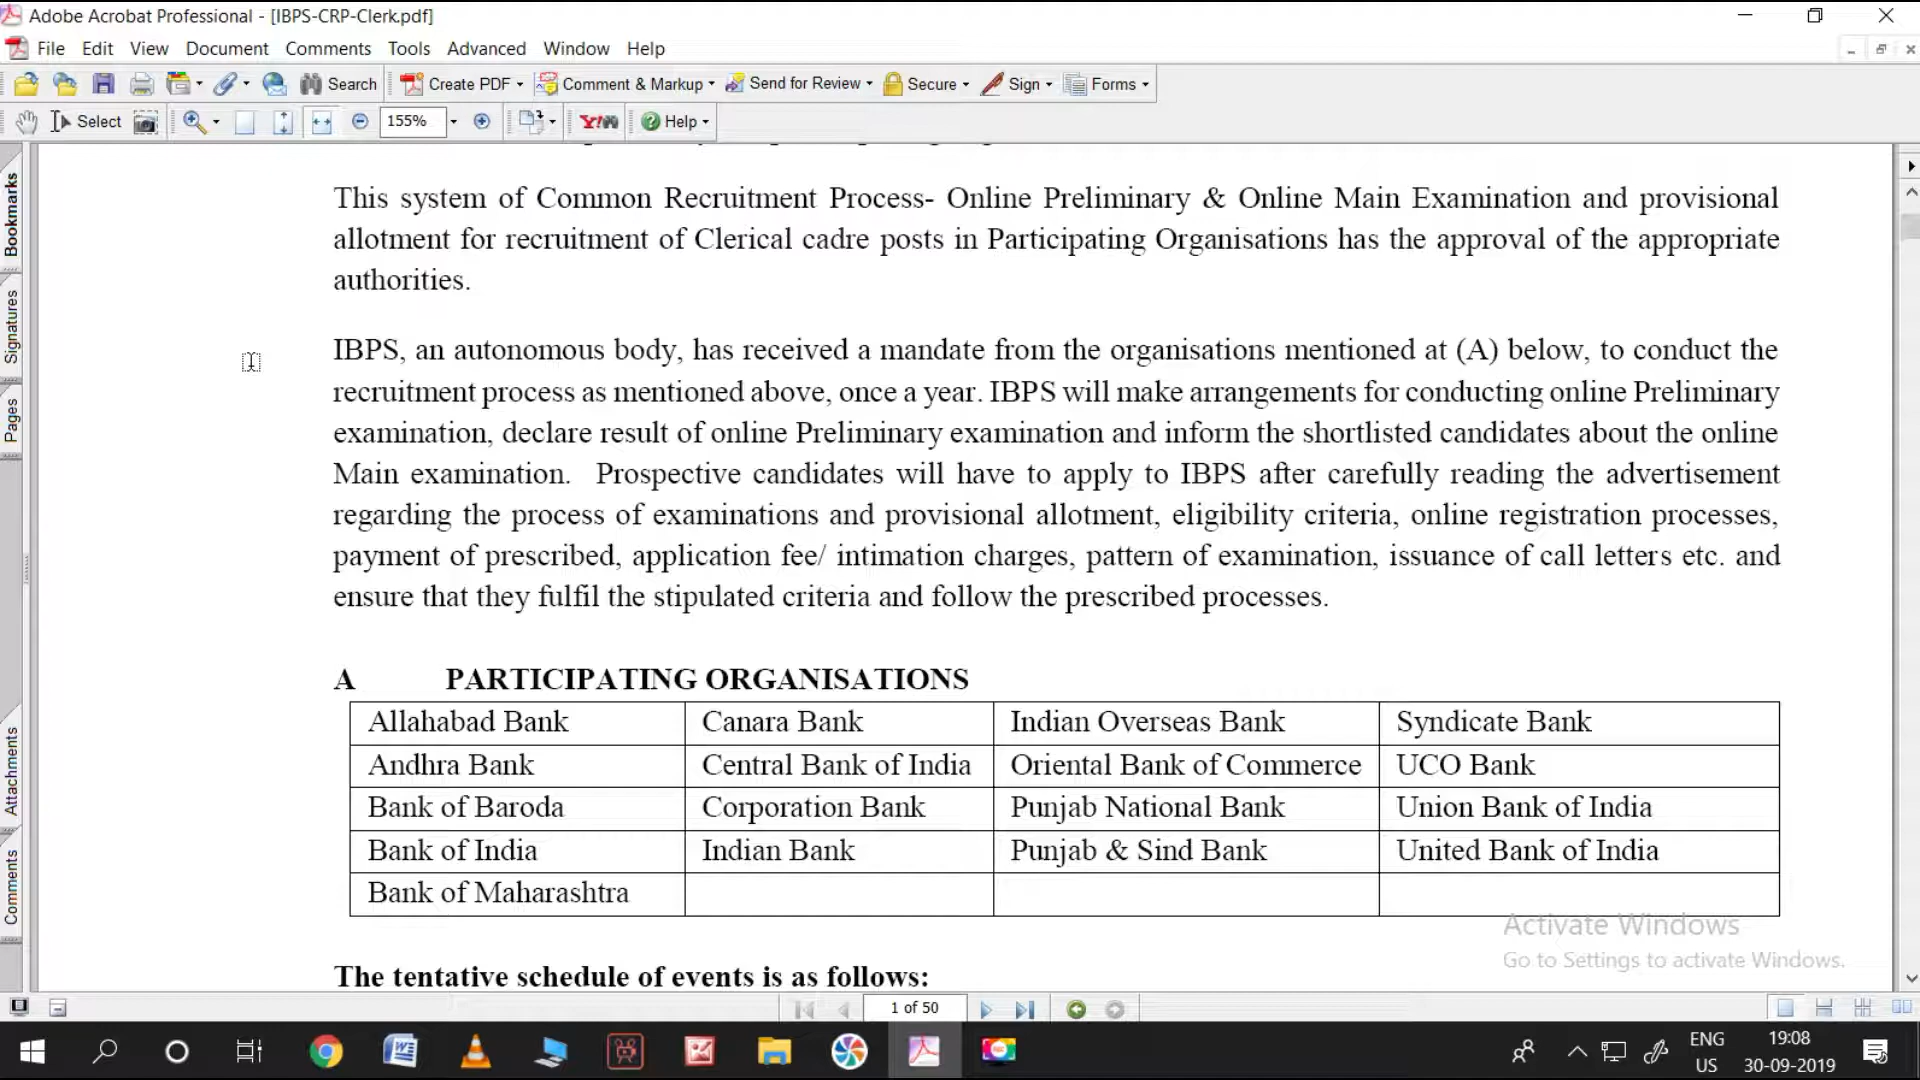 Adobe Acrobat Professional - [IBPS-CRP-Clerk.pdf]
File Edit View Document Comments Tools Advanced Window Help
Search Create PDF Comment & Markup Send for Review Secure Sign Forms
Select 155% Y! Help
Bookmarks
Signatures
Pages
Attachments
Comments
This system of Common Recruitment Process- Online Preliminary & Online Main Examination and provisional
allotment for recruitment of Clerical cadre posts in Participating Organisations has the approval of the appropriate
authorities.
IBPS, an autonomous body, has received a mandate from the organisations mentioned at (A) below, to conduct the
recruitment process as mentioned above, once a year. IBPS will make arrangements for conducting online Preliminary
examination, declare result of online Preliminary examination and inform the shortlisted candidates about the online
Main examination. Prospective candidates will have to apply to IBPS after carefully reading the advertisement
regarding the process of examinations and provisional allotment, eligibility criteria, online registration processes,
payment of prescribed, application fee/ intimation charges, pattern of examination, issuance of call letters etc. and
ensure that they fulfil the stipulated criteria and follow the prescribed processes.
A PARTICIPATING ORGANISATIONS
Allahabad Bank Canara Bank Indian Overseas Bank Syndicate Bank
Andhra Bank Central Bank of India Oriental Bank of Commerce UCO Bank
Bank of Baroda Corporation Bank Punjab National Bank Union Bank of India
Bank of India Indian Bank Punjab & Sind Bank United Bank of India
Bank of Maharashtra
Activate Windows
Go to Settings to activate Windows.
The tentative schedule of events is as follows:
1 of 50
ENG 19:08
US 30-09-2019